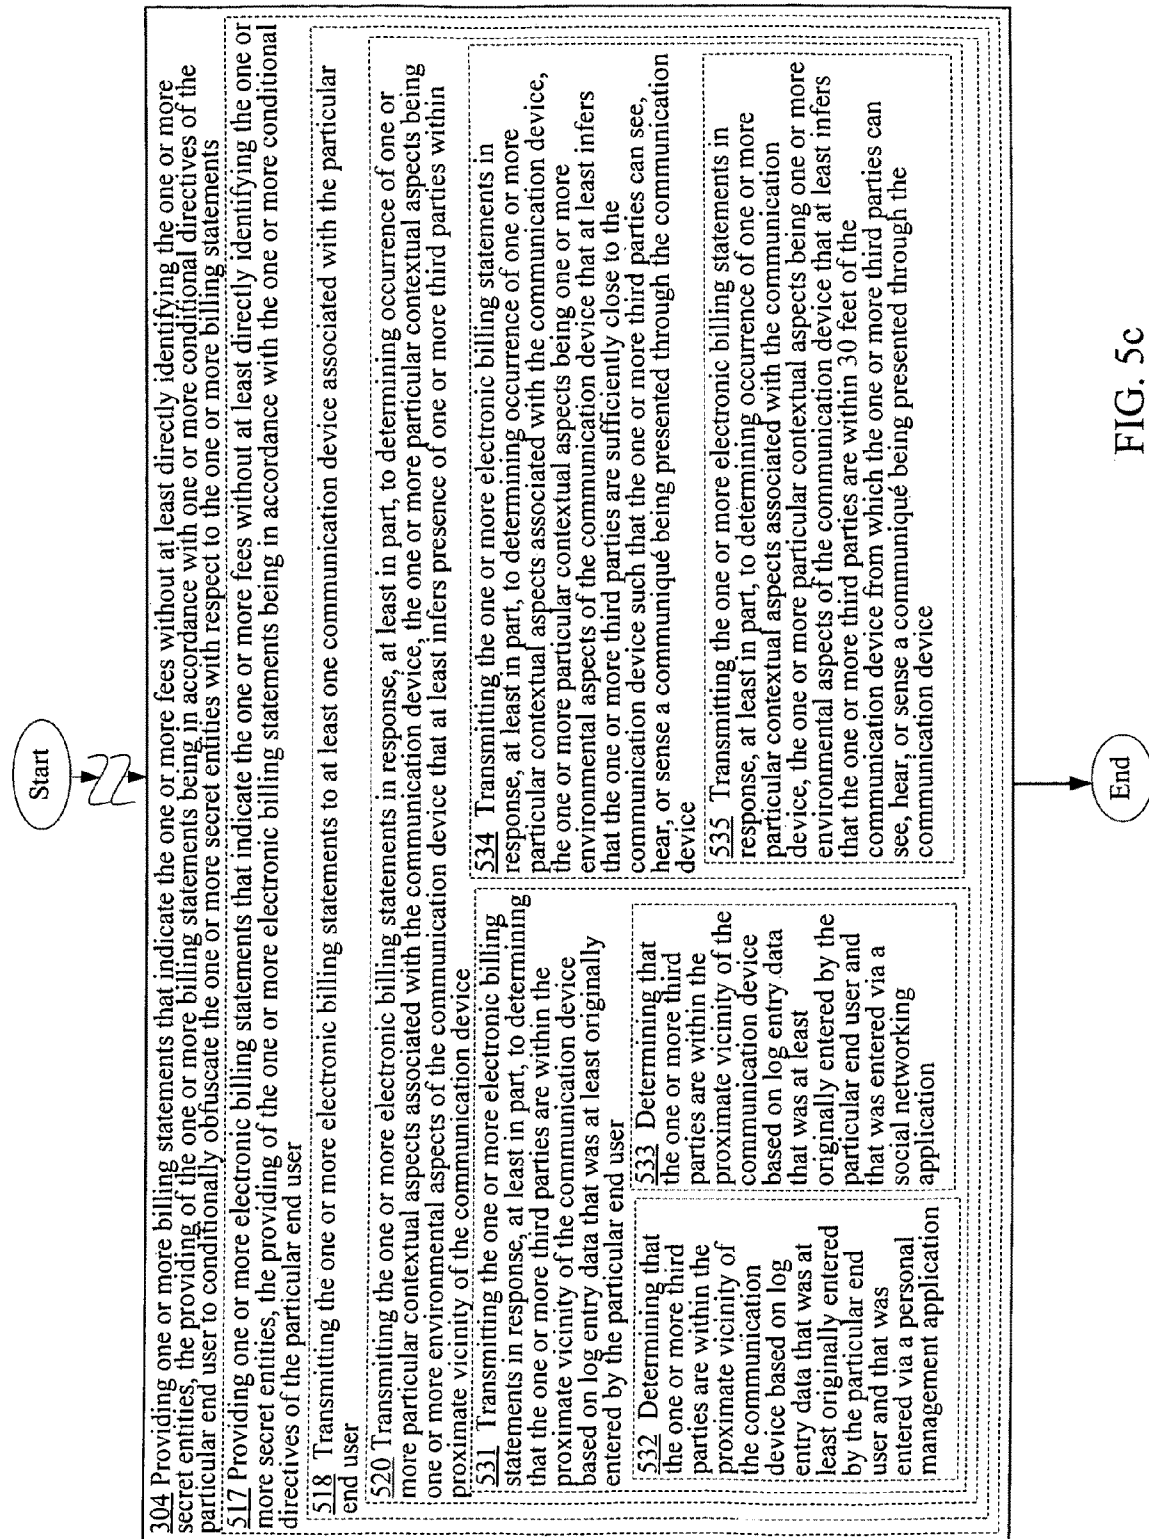 Start
304 Providing one or more billing statements that indicate the one or more fees without at least directly identifying the one or more
secret entities, the providing of the one or more billing statements being in accordance with one or more conditional directives of the
particular end user to conditionally obfuscate the one or more secret entities with respect to the one or more billing statements
517 Providing one or more electronic billing statements that indicate the one or more fees without at least directly identifying the one or
more secret entities, the providing of the one or more electronic billing statements being in accordance with the one or more conditional
directives of the particular end user
518 Transmitting the one or more electronic billing statements to at least one communication device associated with the particular
end user
520 Transmitting the one or more electronic billing statements in response, at least in part, to determining occurrence of one or
more particular contextual aspects associated with the communication device, the one or more particular contextual aspects being
one or more environmental aspects of the communication device that at least infers presence of one or more third parties within
proximate vicinity of the communication device
531 Transmitting the one or more electronic billing
statements in response, at least in part, to determining
that the one or more third parties are within the
proximate vicinity of the communication device
based on log entry data that was at least originally
entered by the particular end user
532 Determining that
the one or more third
parties are within the
proximate vicinity of
the communication
device based on log
entry data that was at
least originally entered
by the particular end
user and that was
entered via a personal
management application
533 Determining that
the one or more third
parties are within the
proximate vicinity of the
communication device
based on log entry data
that was at least
originally entered by the
particular end user and
that was entered via a
social networking
application
534 Transmitting the one or more electronic billing statements in
response, at least in part, to determining occurrence of one or more
particular contextual aspects associated with the communication device,
the one or more particular contextual aspects being one or more
environmental aspects of the communication device that at least infers
that the one or more third parties are sufficiently close to the
communication device such that the one or more third parties can see,
hear, or sense a communiqué being presented through the communication
device
535 Transmitting the one or more electronic billing statements in
response, at least in part, to determining occurrence of one or more
particular contextual aspects associated with the communication
device, the one or more particular contextual aspects being one or more
environmental aspects of the communication device that at least infers
that the one or more third parties are within 30 feet of the
communication device from which the one or more third parties can
see, hear, or sense a communiqué being presented through the
communication device
End
FIG. 5c